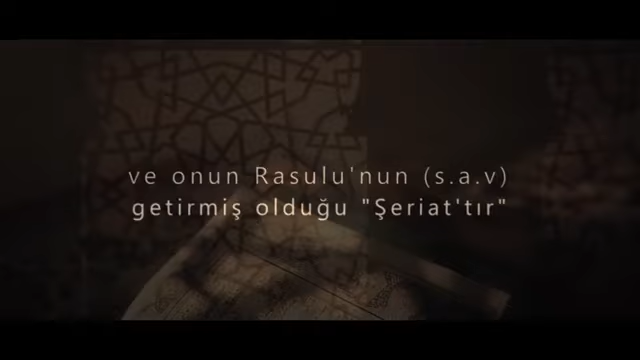 ve onun Rasulu'nun (s.a.v)
getirmiş olduğu "Şeriat'tır"